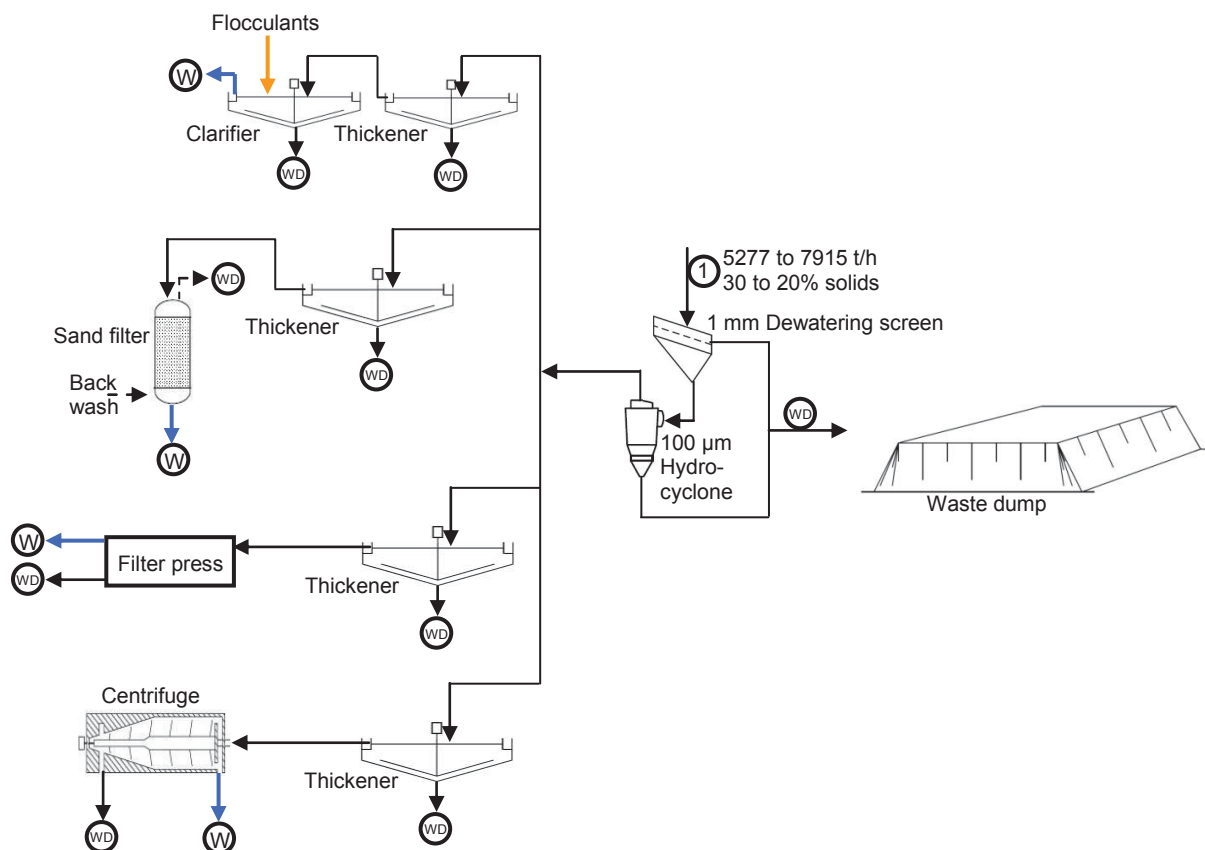 Flocculants
W
Clarifier
Thickener
WD
WD
1
5277 to 7915 t/h
30 to 20% solids
1 mm Dewatering screen
WD
Thickener
Sand filter
Back
wash
WD
W
100 µm
Hydro-
cyclone
WD
Waste dump
W
Filter press
WD
Thickener
WD
Centrifuge
Thickener
WD
W
WD